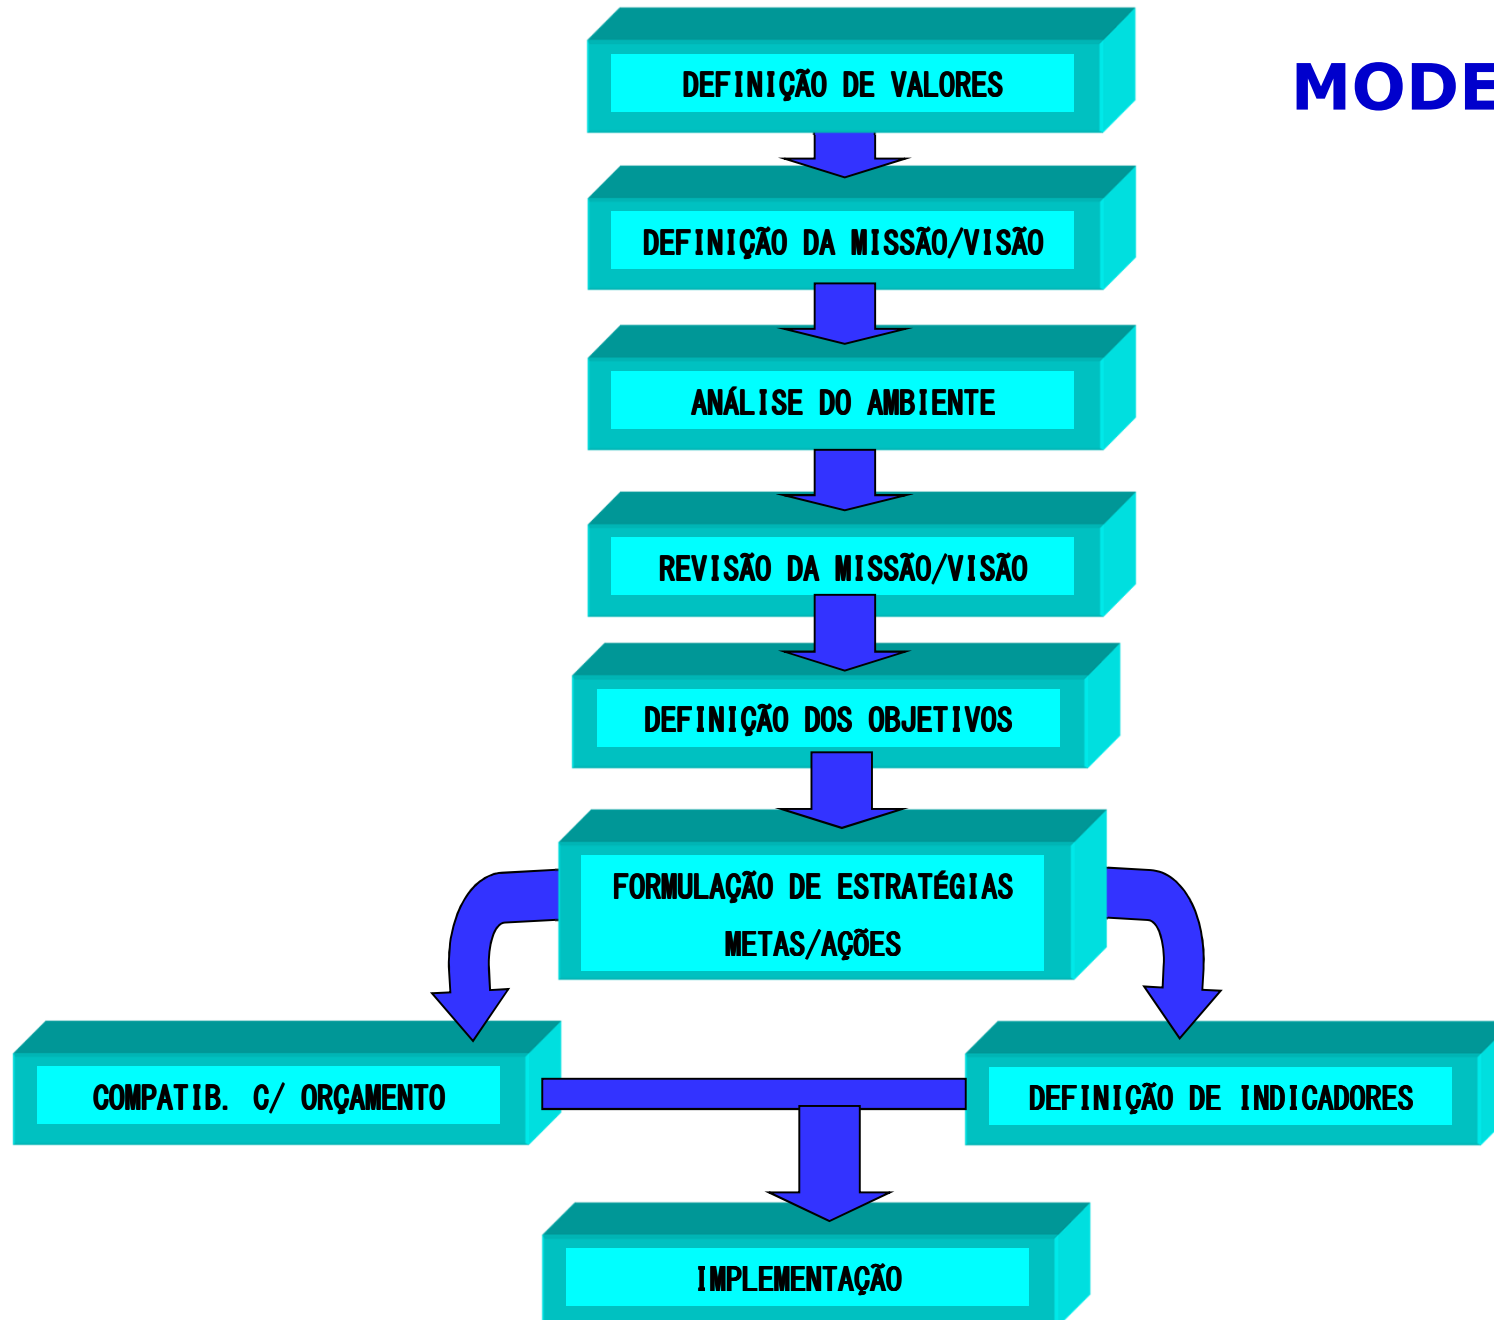 DEFINIÇÃO DE VALORES
MODE
DEFINIÇÃO DA MISSÃO/VISÃO
ANÁLISE DO AMBIENTE
REVISÃO DA MISSÃO/VISÃO
DEFINIÇÃO DOS OBJETIVOS
FORMULAÇÃO DE ESTRATÉGIAS
METAS/AÇÕES
COMPATIB. C/ ORÇAMENTO
DEFINIÇÃO DE INDICADORES
IMPLEMENTAÇÃO